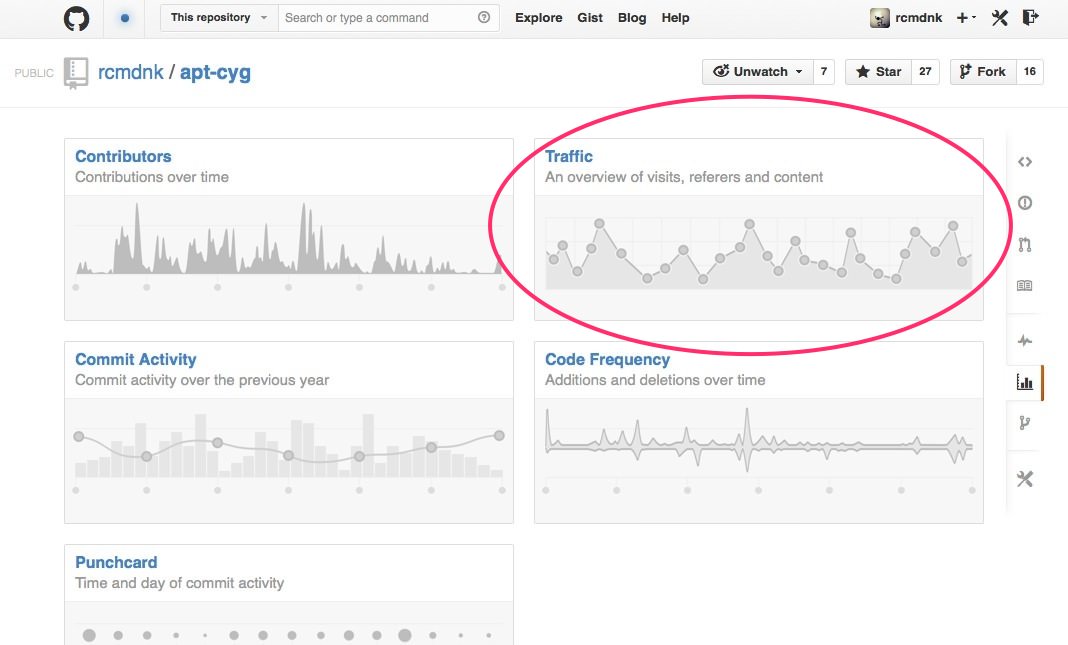 This repository
Search or type a command
Explore Gist Blog Help
rcmdnk
PUBLIC
rcmdnk / apt-cyg
Unwatch 7
Star 27
Fork 16
Contributors
Contributions over time
Traffic
An overview of visits, referers and content
Commit Activity
Commit activity over the previous year
Code Frequency
Additions and deletions over time
Punchcard
Time and day of commit activity